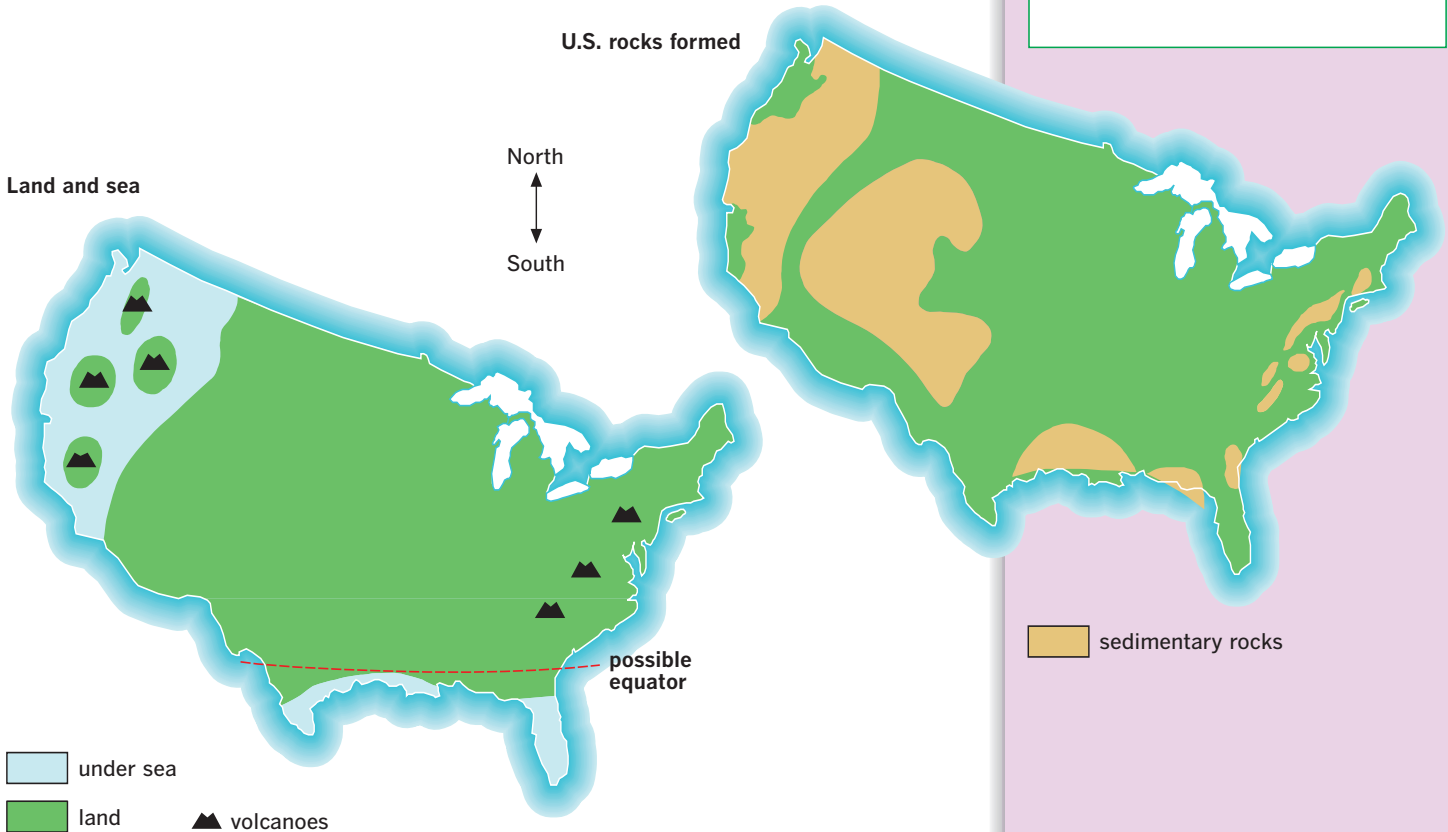 U.S. rocks formed
North
South
Land and sea
possible
equator
under sea
land
volcanoes
sedimentary rocks